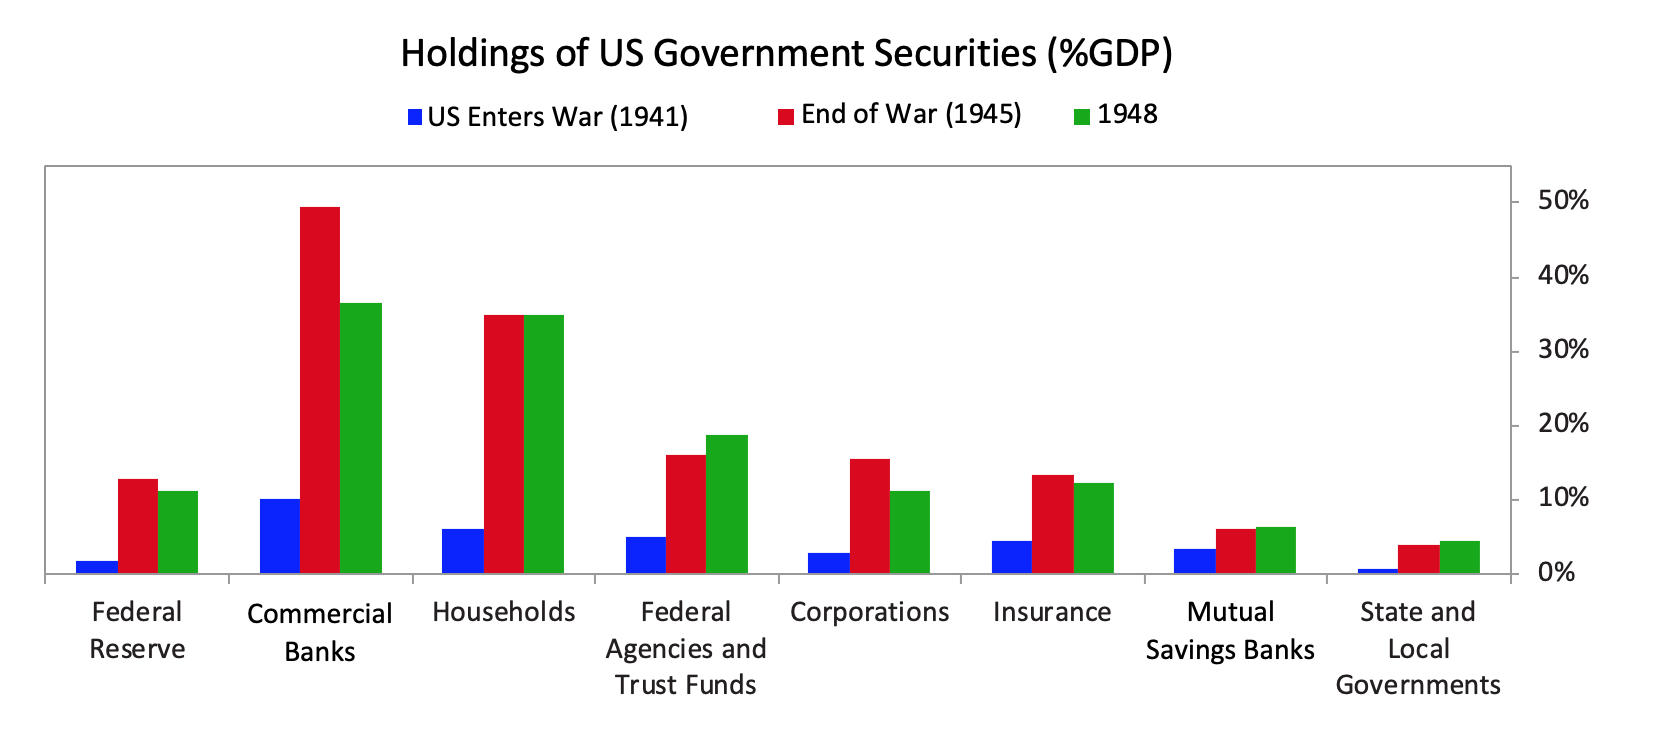 Holdings of US Government Securities (%GDP)
US Enters War (1941) End of War (1945) 1948
50%
40%
30%
20%
10%
0%
Federal
Reserve
Commercial
Banks
Households
Federal
Agencies and
Trust Funds
Corporations
Insurance
Mutual
Savings Banks
State and
Local
Governments